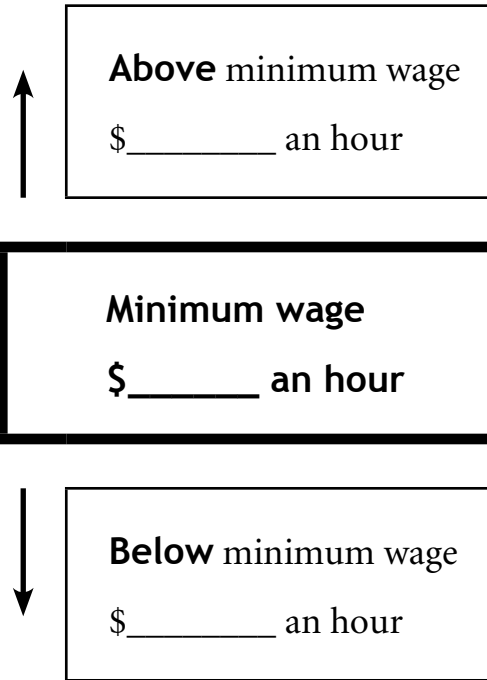 Above minimum wage
$________ an hour
Minimum wage
$______ an hour
Below minimum wage
$________ an hour